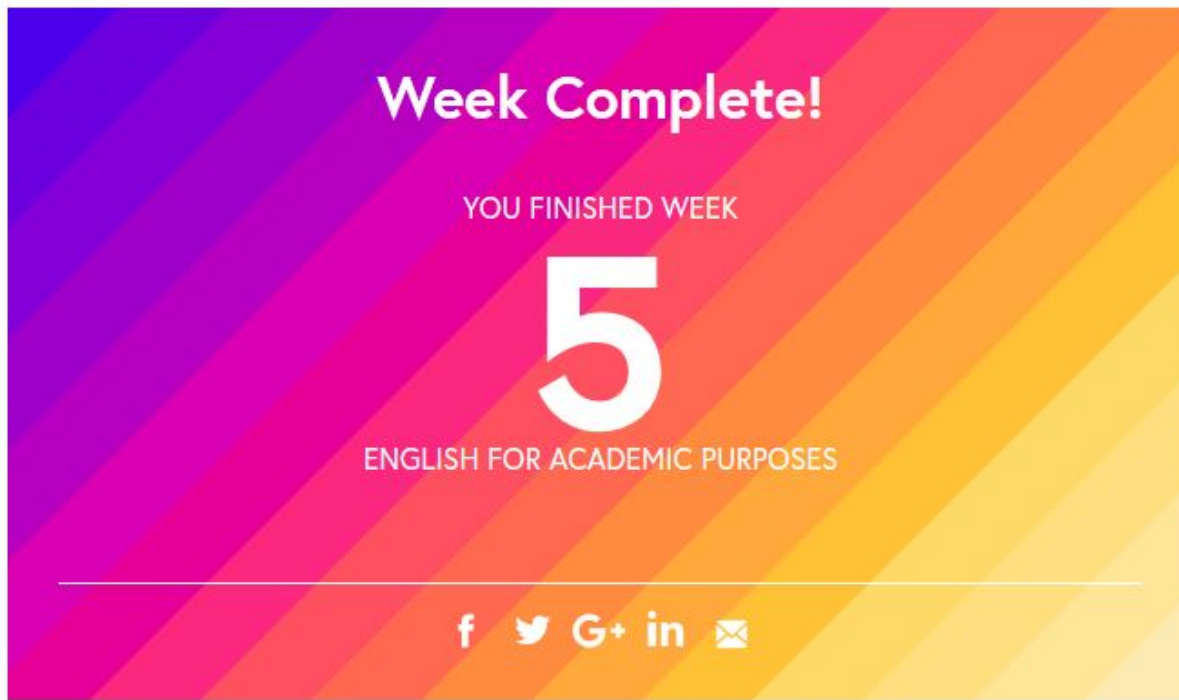 Week Complete!
YOU FINISHED WEEK
5
ENGLISH FOR ACADEMIC PURPOSES
f G+ in